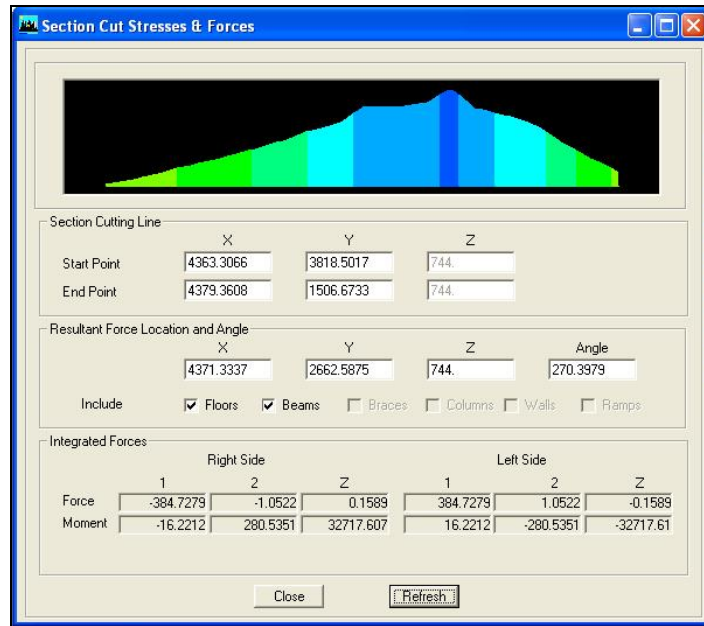 Section Cut Stresses & Forces
Section Cutting Line
X Y Z
Start Point 4363.3066 3818.5017 744.
End Point 4379.3608 1506.6733 744.
Resultant Force Location and Angle
X Y Z Angle
4371.3337 2662.5875 744. 270.3979
Include Floors Beams Braces Columns Walls Ramps
Integrated Forces
Right Side Left Side
1 2 Z 1 2 Z
Force -384.7279 -1.0522 0.1589 384.7279 1.0522 -0.1589
Moment -16.2212 280.5351 32717.607 16.2212 -280.5351 -32717.61
Close Refresh